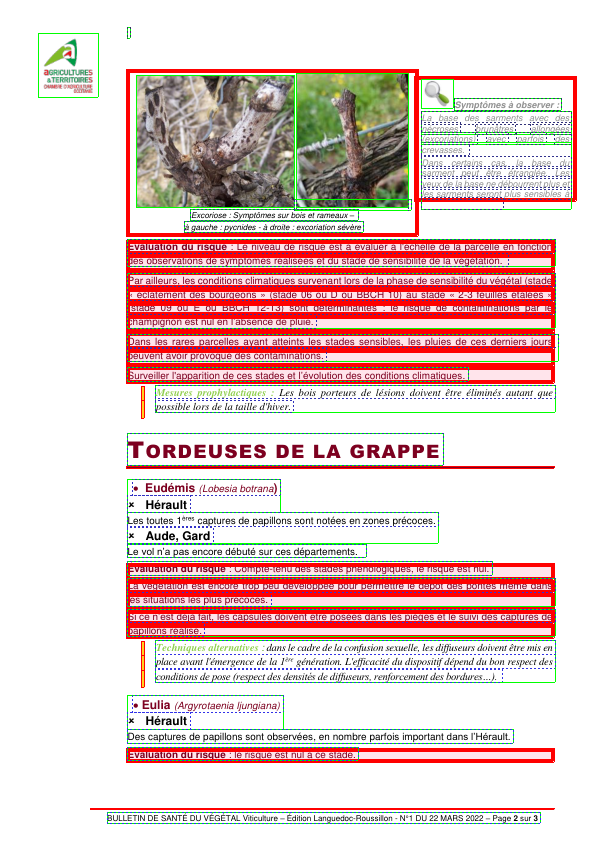 AGRICULTURES
& TERRITOIRES
CHAMBRE D'AGRICULTURE
OCCITANIE
Symptômes à observer :
La base des sarments avec des
nécroses brunâtres allongées
(excoriations) avec parfois des
crevasses.
Dans certains cas la base du
sarment peut être étranglée. Les
yeux de la base ne débourrent plus et
les sarments seront plus sensibles
Excoriose : Symptômes sur bois et rameaux –
à gauche : pycnides - à droite : excoriation sévère
Evaluation du risque : Le niveau de risque est à évaluer à l'échelle de la parcelle en fonction
des observations de symptômes réalisées et du stade de sensibilité de la végétation.
Par ailleurs, les conditions climatiques survenant lors de la phase de sensibilité du végétal (stade
« éclatement des bourgeons » (stade 06 ou D ou BBCH 10) au stade « 2-3 feuilles étalées »
(stade 09 ou E ou BBCH 12-13) sont déterminantes : le risque de contaminations par le
champignon est nul en l'absence de pluie.
Dans les rares parcelles ayant atteints les stades sensibles, les pluies de ces derniers jours
peuvent avoir provoqué des contaminations.
Surveiller l'apparition de ces stades et l'évolution des conditions climatiques.
Mesures prophylactiques : Les bois porteurs de lésions doivent être éliminés autant que
possible lors de la taille d'hiver.
TORDEUSES DE LA GRAPPE
• Eudémis (Lobesia botrana)
× Hérault
Les toutes 1ères captures de papillons sont notées en zones précoces.
× Aude, Gard
Le vol n'a pas encore débuté sur ces départements.
Evaluation du risque : Compte-tenu des stades phénologiques, le risque est nul.
La végétation est encore trop peu développée pour permettre le dépôt des pontes même dans
les situations les plus précoces.
Si ce n'est déjà fait, les capsules doivent être posées dans les pièges et le suivi des captures de
papillons réalisé.
Techniques alternatives : dans le cadre de la confusion sexuelle, les diffuseurs doivent être mis en
place avant l'émergence de la 1ère génération. L'efficacité du dispositif dépend du bon respect des
conditions de pose (respect des densités de diffuseurs, renforcement des bordures…).
• Eulia (Argyrotaenia ljungiana)
× Hérault
Des captures de papillons sont observées, en nombre parfois important dans l'Hérault.
Evaluation du risque : le risque est nul à ce stade.
BULLETIN DE SANTÉ DU VÉGÉTAL Viticulture – Édition Languedoc-Roussillon - N°1 DU 22 MARS 2022 – Page 2 sur 3